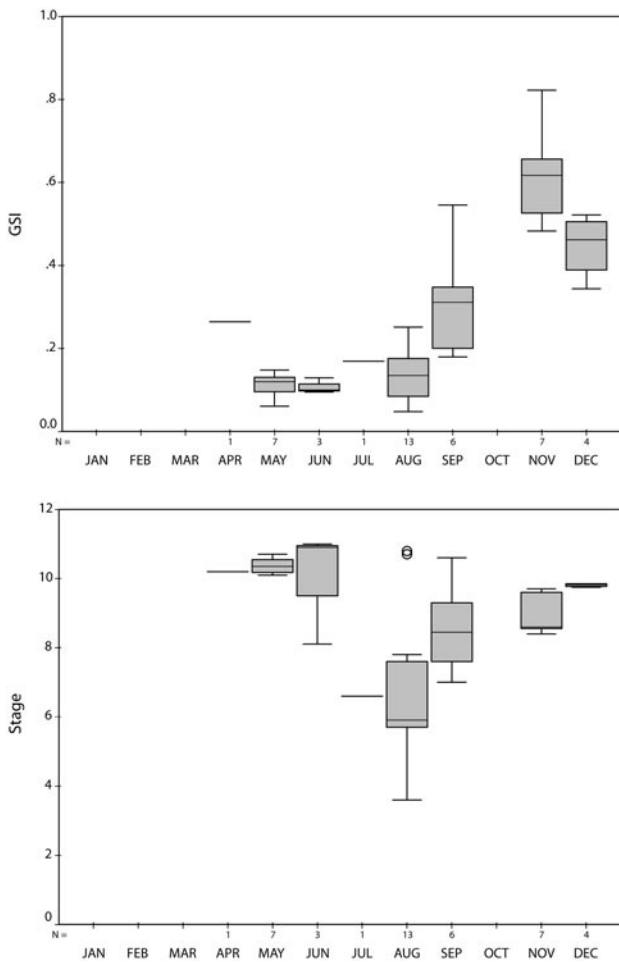 1.0
.8
.6
.4
.2
0.0
GSI
N = 1 7 3 1 13 6 7 4
JAN FEB MAR APR MAY JUN JUL AUG SEP OCT NOV DEC
12
10
8
6
4
2
0
Stage
N = 1 7 3 1 13 6 7 4
JAN FEB MAR APR MAY JUN JUL AUG SEP OCT NOV DEC